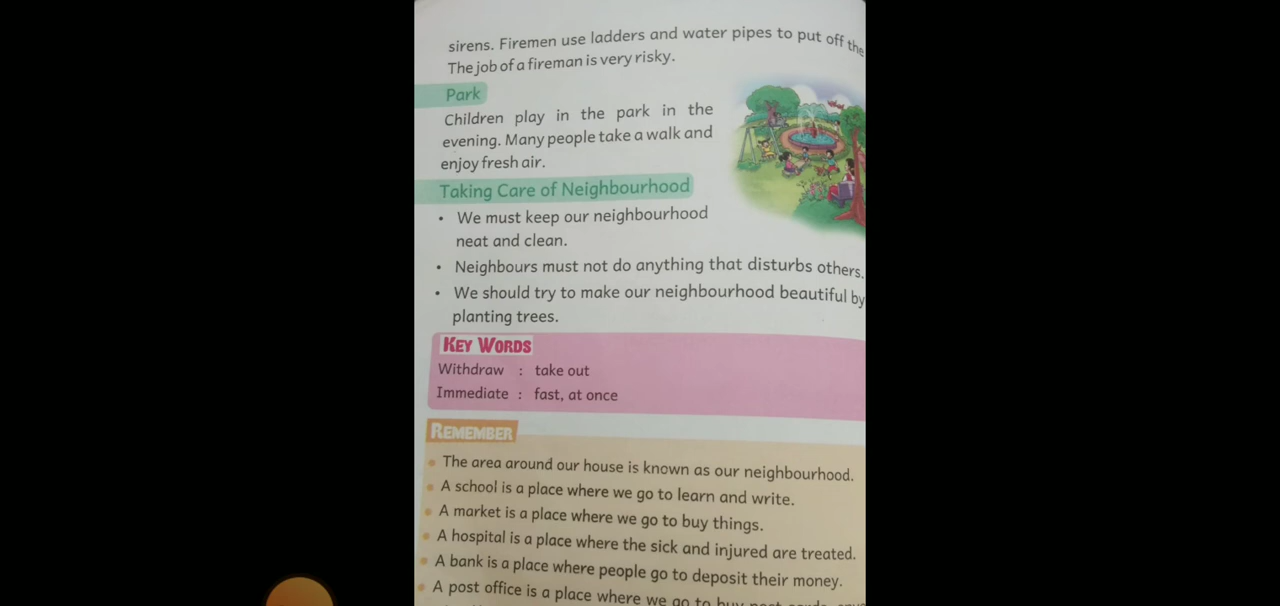 sirens. Firemen use ladders and water pipes to put off the
The job of a fireman is very risky.
Park
Children play in the park in the
evening. Many people take a walk and
enjoy fresh air.
Taking Care of Neighbourhood
• We must keep our neighbourhood
neat and clean.
• Neighbours must not do anything that disturbs others.
• We should try to make our neighbourhood beautiful by
planting trees.
KEY WORDS
Withdraw : take out
Immediate : fast, at once
REMEMBER
• The area around our house is known as our neighbourhood.
• A school is a place where we go to learn and write.
• A market is a place where we go to buy things.
• A hospital is a place where the sick and injured are treated.
• A bank is a place where people go to deposit their money.
• A post office is a place where we go to buy post cards,